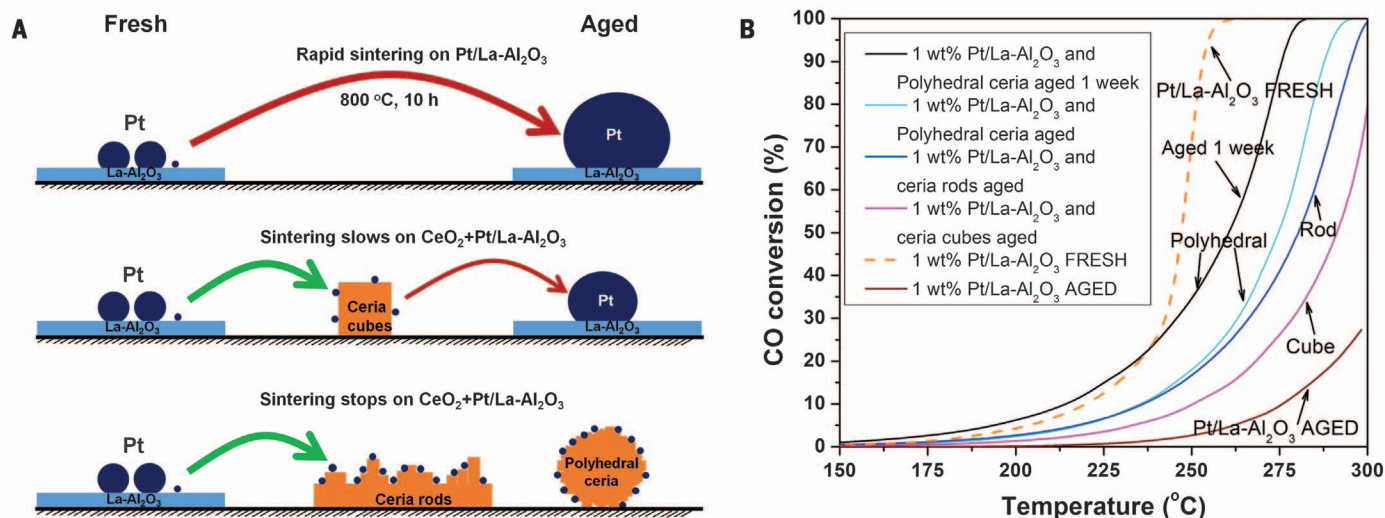 A
Fresh
Aged
Rapid sintering on Pt/La-Al₂O₃
800 °C, 10 h
Pt
Pt
La-Al₂O₃
La-Al₂O₃
Sintering slows on CeO₂+Pt/La-Al₂O₃
Pt
Ceria
cubes
Pt
La-Al₂O₃
La-Al₂O₃
Sintering stops on CeO₂+Pt/La-Al₂O₃
Pt
La-Al₂O₃
Ceria rods
Polyhedral
ceria
B
CO conversion (%)
100
90
80
70
60
50
40
30
20
10
0
1 wt% Pt/La-Al₂O₃ and
Polyhedral ceria aged 1 week
1 wt% Pt/La-Al₂O₃ and
Polyhedral ceria aged
1 wt% Pt/La-Al₂O₃ and
ceria rods aged
1 wt% Pt/La-Al₂O₃ and
ceria cubes aged
1 wt% Pt/La-Al₂O₃ FRESH
1 wt% Pt/La-Al₂O₃ AGED
Pt/La-Al₂O₃ FRESH
Aged 1 week
Polyhedral
Rod
Cube
Pt/La-Al₂O₃ AGED
150 175 200 225 250 275 300
Temperature (°C)